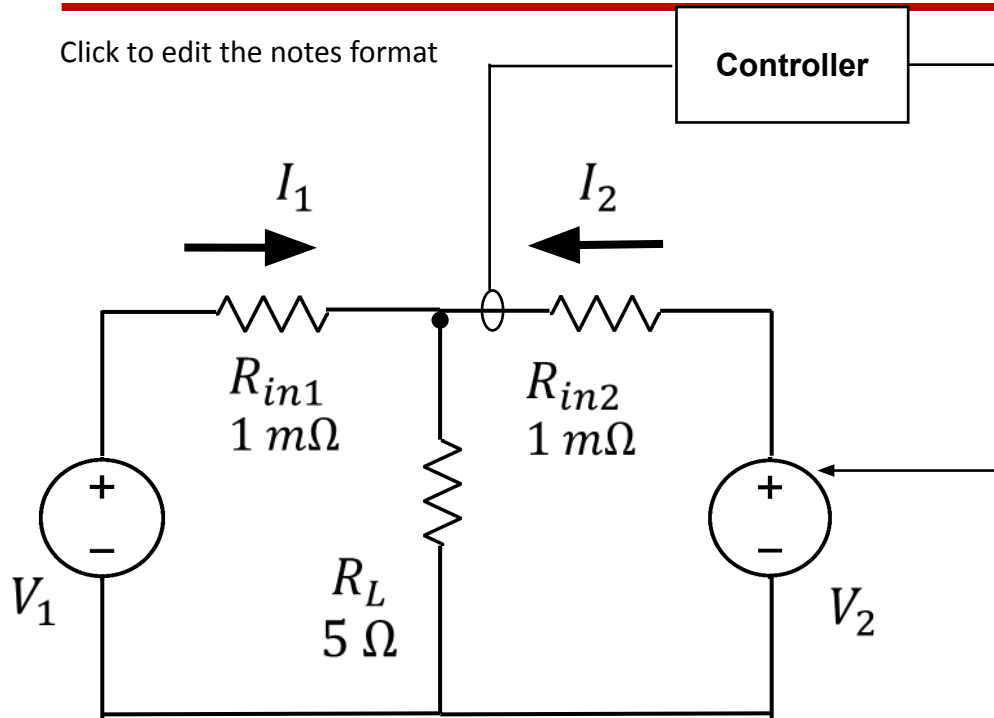 Click to edit the notes format
Controller
I₁
I₂
R_in1
1 mΩ
R_in2
1 mΩ
+
−
V₁
R_L
5 Ω
+
−
V₂